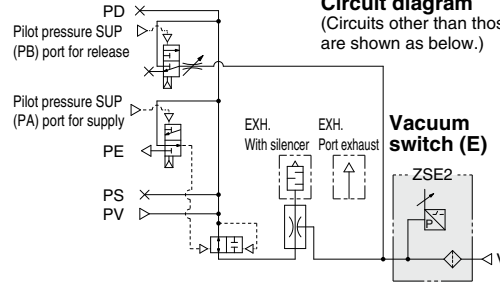 Circuit diagram
(Circuits other than
are shown as below.)
PD
Pilot pressure SUP
(PB) port for release
Pilot pressure SUP
(PA) port for supply
PE
PS
PV
EXH.
With silencer
EXH.
Port exhaust
Vacuum
switch (E)
ZSE2
P
V